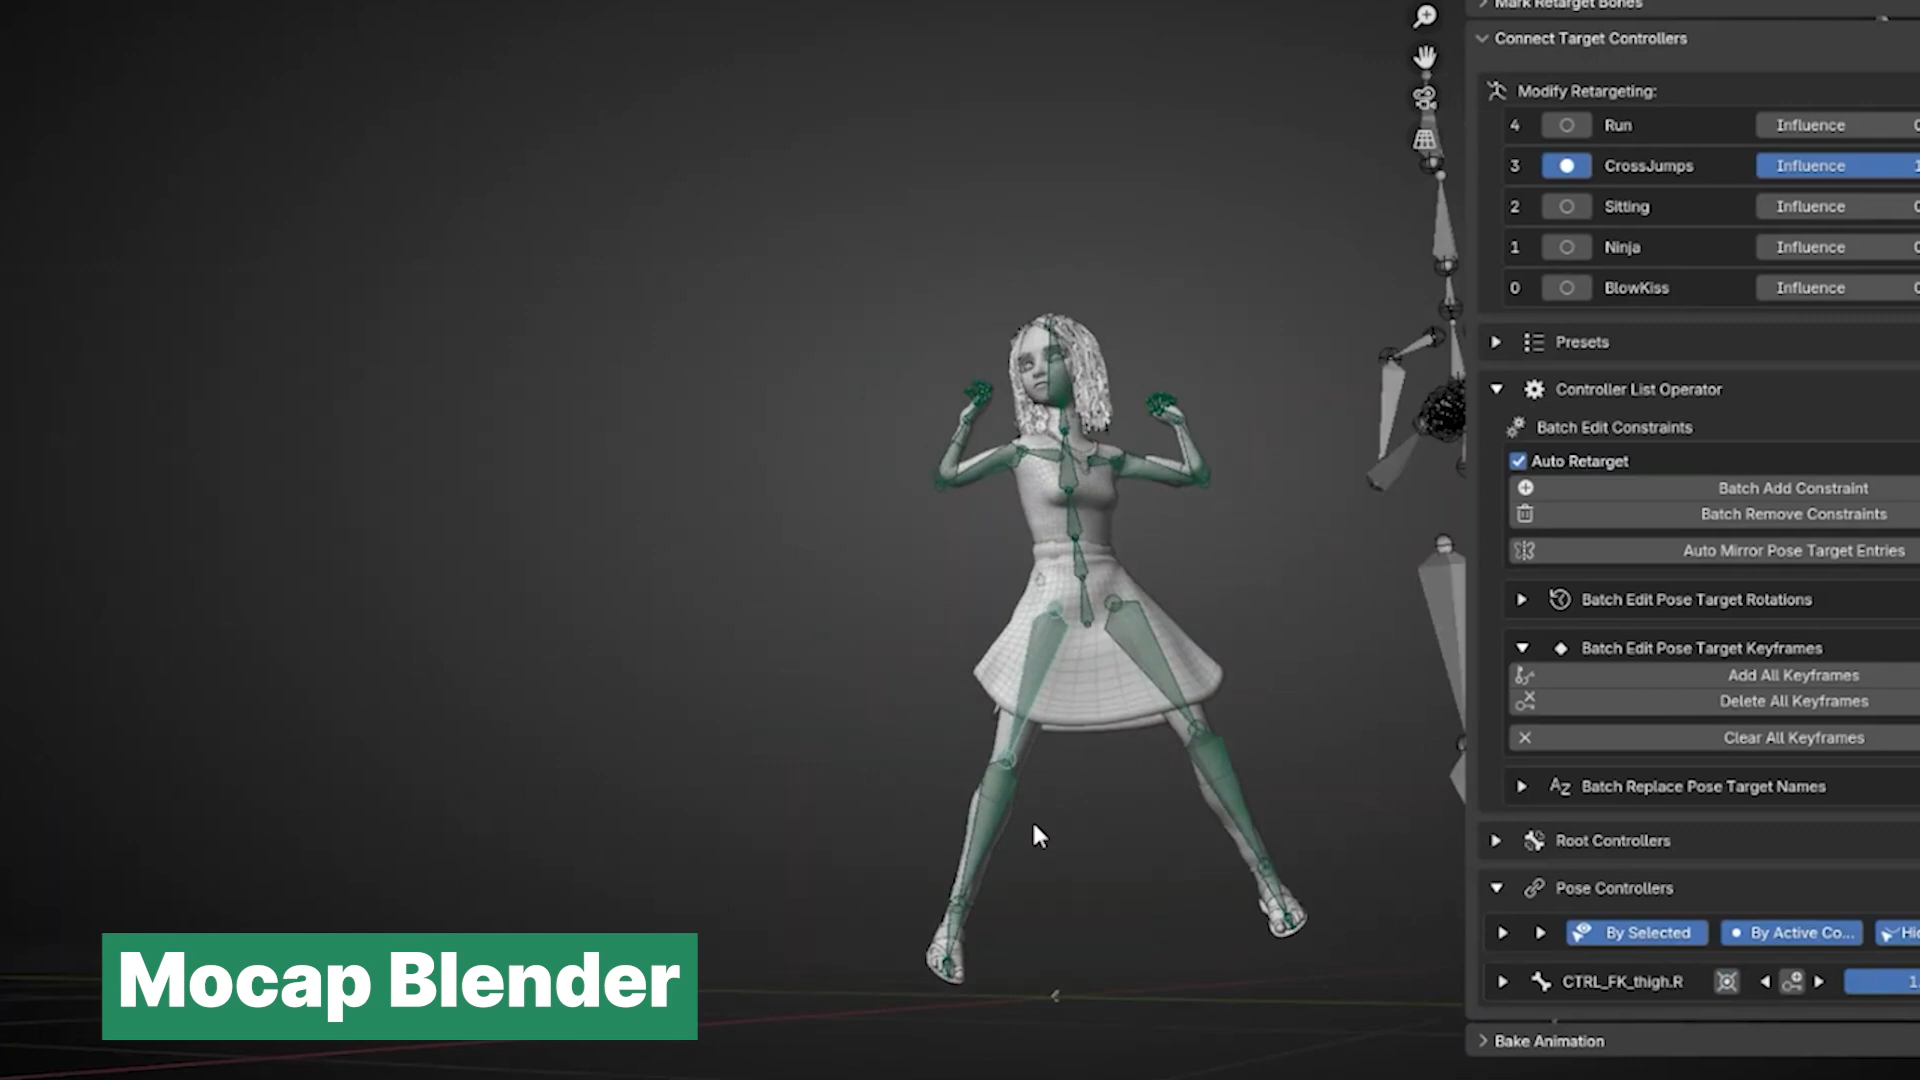 Mark Retarget Bones
Connect Target Controllers
Modify Retargeting:
4 Run Influence
3 CrossJumps Influence 1
2 Sitting Influence
1 Ninja Influence
0 BlowKiss Influence
Presets
Controller List Operator
Batch Edit Constraints
Auto Retarget
Batch Add Constraint
Batch Remove Constraints
Auto Mirror Pose Target Entries
Batch Edit Pose Target Rotations
Batch Edit Pose Target Keyframes
Add All Keyframes
Delete All Keyframes
Clear All Keyframes
AZ Batch Replace Pose Target Names
Root Controllers
Pose Controllers
By Selected By Active Co...
CTRL_FK_thigh.R 1.
Bake Animation
Mocap Blender